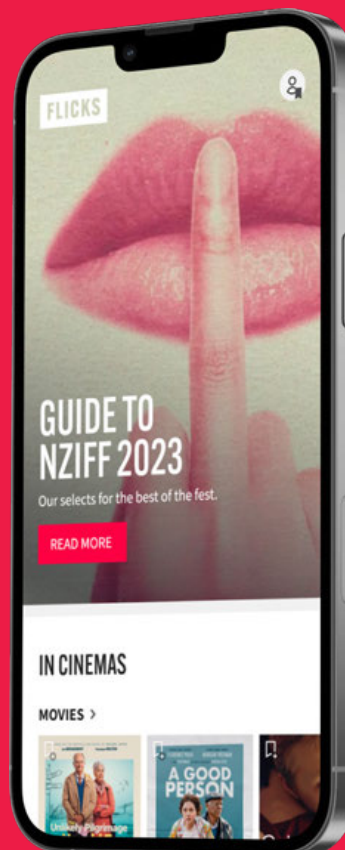 FLICKS
GUIDE TO
NZIFF 2023
Our selects for the best of the fest.
READ MORE
IN CINEMAS
MOVIES >
Unlikely Pilgrimage
A GOOD
PERSON